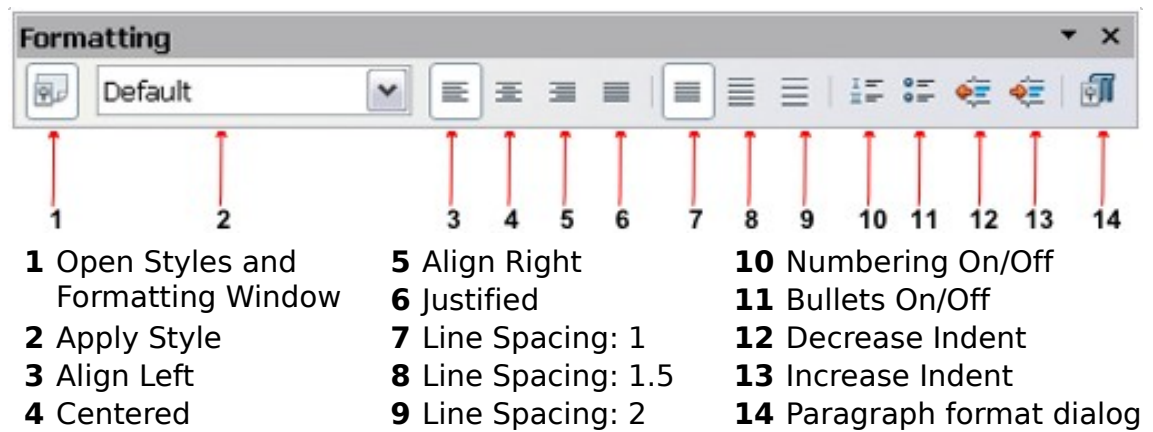 Formatting
Default
1 2 3 4 5 6 7 8 9 10 11 12 13 14
1 Open Styles and
Formatting Window
2 Apply Style
3 Align Left
4 Centered
5 Align Right
6 Justified
7 Line Spacing: 1
8 Line Spacing: 1.5
9 Line Spacing: 2
10 Numbering On/Off
11 Bullets On/Off
12 Decrease Indent
13 Increase Indent
14 Paragraph format dialog